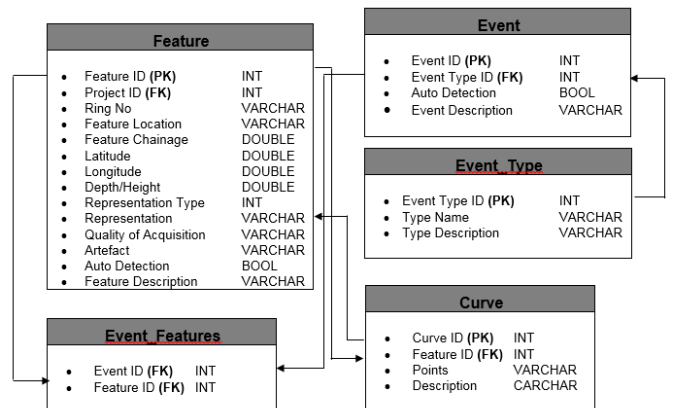 Feature
Feature ID (PK) INT
Project ID (FK) INT
Ring No VARCHAR
Feature Location VARCHAR
Feature Chainage DOUBLE
Latitude DOUBLE
Longitude DOUBLE
Depth/Height DOUBLE
Representation Type INT
Representation VARCHAR
Quality of Acquisition VARCHAR
Artefact VARCHAR
Auto Detection BOOL
Feature Description VARCHAR
Event
Event ID (PK) INT
Event Type ID (FK) INT
Auto Detection BOOL
Event Description VARCHAR
Event_Type
Event Type ID (PK) INT
Type Name VARCHAR
Type Description VARCHAR
Event_Features
Event ID (FK) INT
Feature ID (FK) INT
Curve
Curve ID (PK) INT
Feature ID (FK) INT
Points VARCHAR
Description CARCHAR